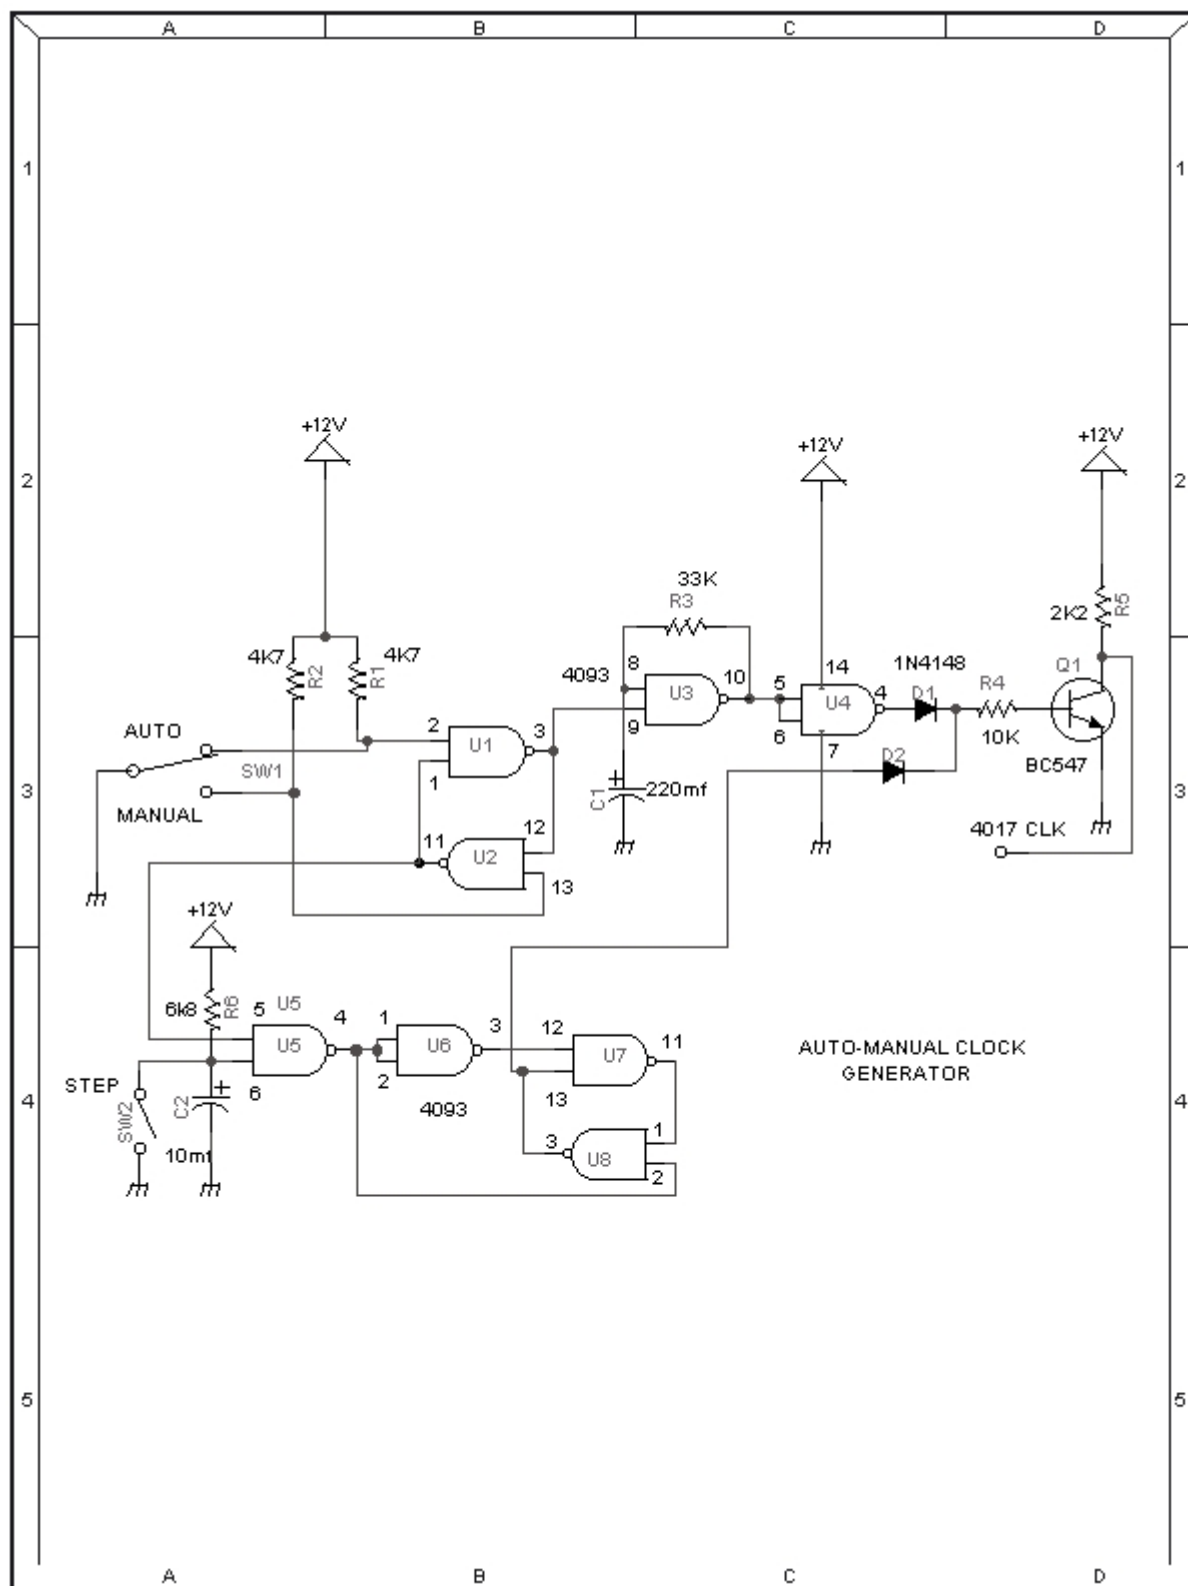 A B C D
1 1
+12V
+12V
+12V
2 2
33K
R3
2K2
R5
4K7
R2
4K7
R1
4093
8
10
14
1N4148
Q1
U3
5
U4
4
D1
R4
9
6
10K
AUTO
2
U1
3
7
D2
BC547
SW1
1
C1
220mf
3 3
MANUAL
12
4017 CLK
11
U2
13
+12V
6k8
R6
5
U5
4
1
3
12
11
U5
U6
U7
AUTO-MANUAL CLOCK
GENERATOR
STEP
6
2
13
4 4
SW2
C2
4093
1
3
10mf
U8
2
5 5
A B C D